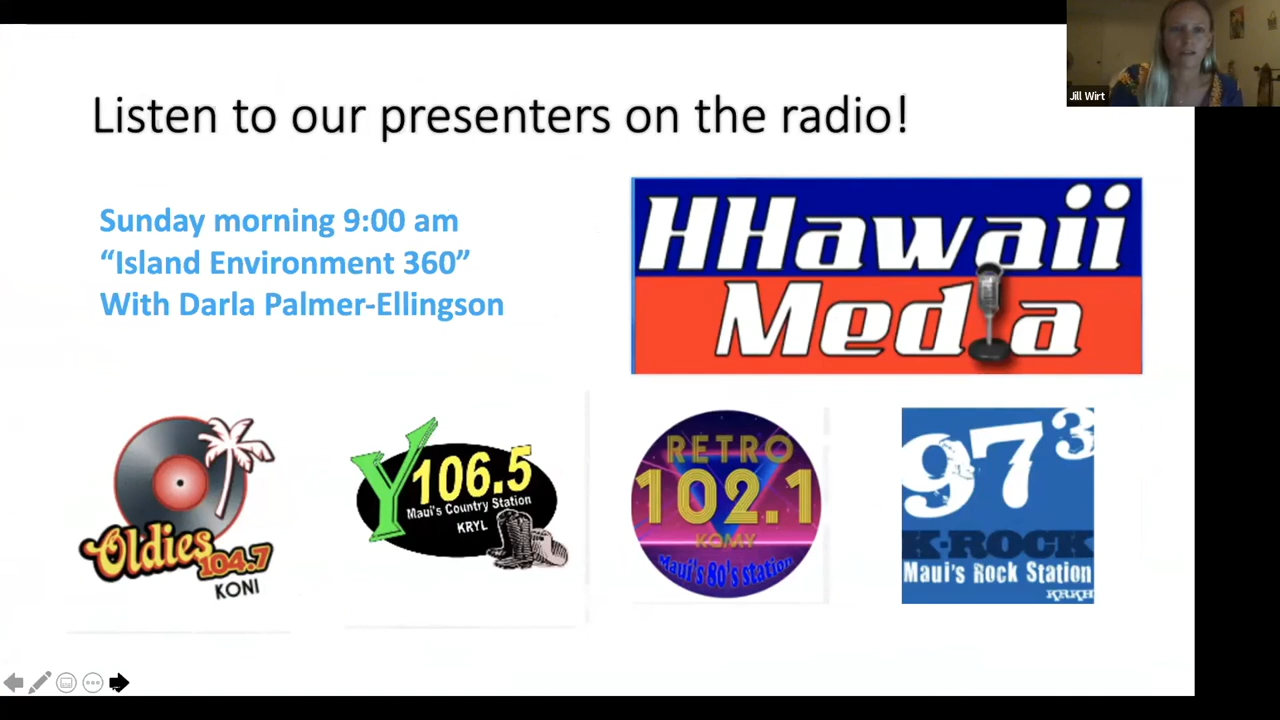 Jill Wirt
Listen to our presenters on the radio!
Sunday morning 9:00 am
“Island Environment 360”
With Darla Palmer-Ellingson
HHawaii
Media
Oldies
104.7
KONI
Y106.5
Maui's Country Station
KRYL
RETRO
102.1
KQMY
Maui's 80's station
973
K-ROCK
Maui's Rock Station
KRKH